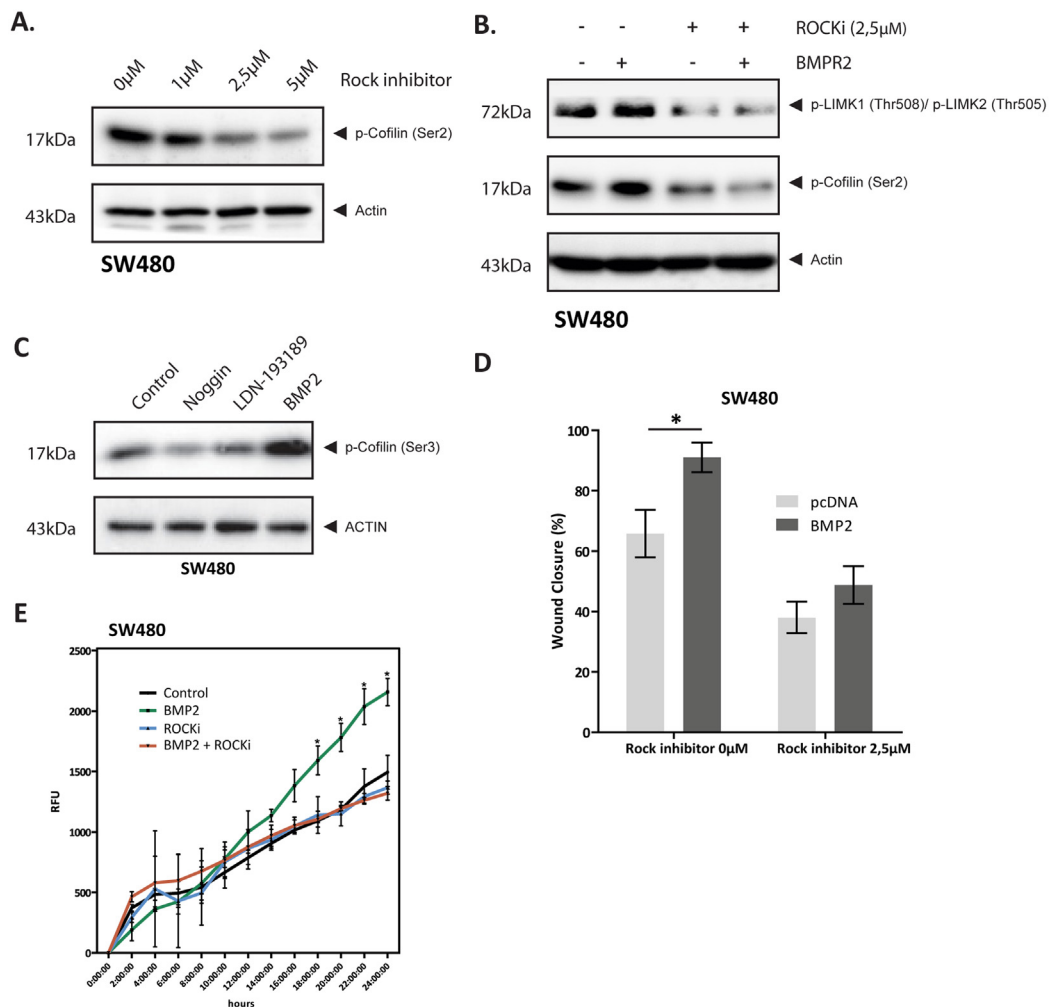 A.
0µM 1µM 2,5µM 5µM Rock inhibitor
17kDa p-Cofilin (Ser2)
43kDa Actin
SW480
B.
- - + + ROCKi (2,5µM)
- + - + BMPR2
72kDa p-LIMK1 (Thr508)/ p-LIMK2 (Thr505)
17kDa p-Cofilin (Ser2)
43kDa Actin
SW480
C
Control Noggin LDN-193189 BMP2
17kDa p-Cofilin (Ser3)
43kDa ACTIN
SW480
D
SW480
Wound Closure (%)
100
80
60
40
20
0
pcDNA
BMP2
*
Rock inhibitor 0µM Rock inhibitor 2,5µM
E
SW480
RFU
2500
2000
1500
1000
500
0
Control
BMP2
ROCKi
BMP2 + ROCKi
* * * *
0:00:00 2:00:00 4:00:00 6:00:00 8:00:00 10:00:00 12:00:00 14:00:00 16:00:00 18:00:00 20:00:00 22:00:00 24:00:00
hours